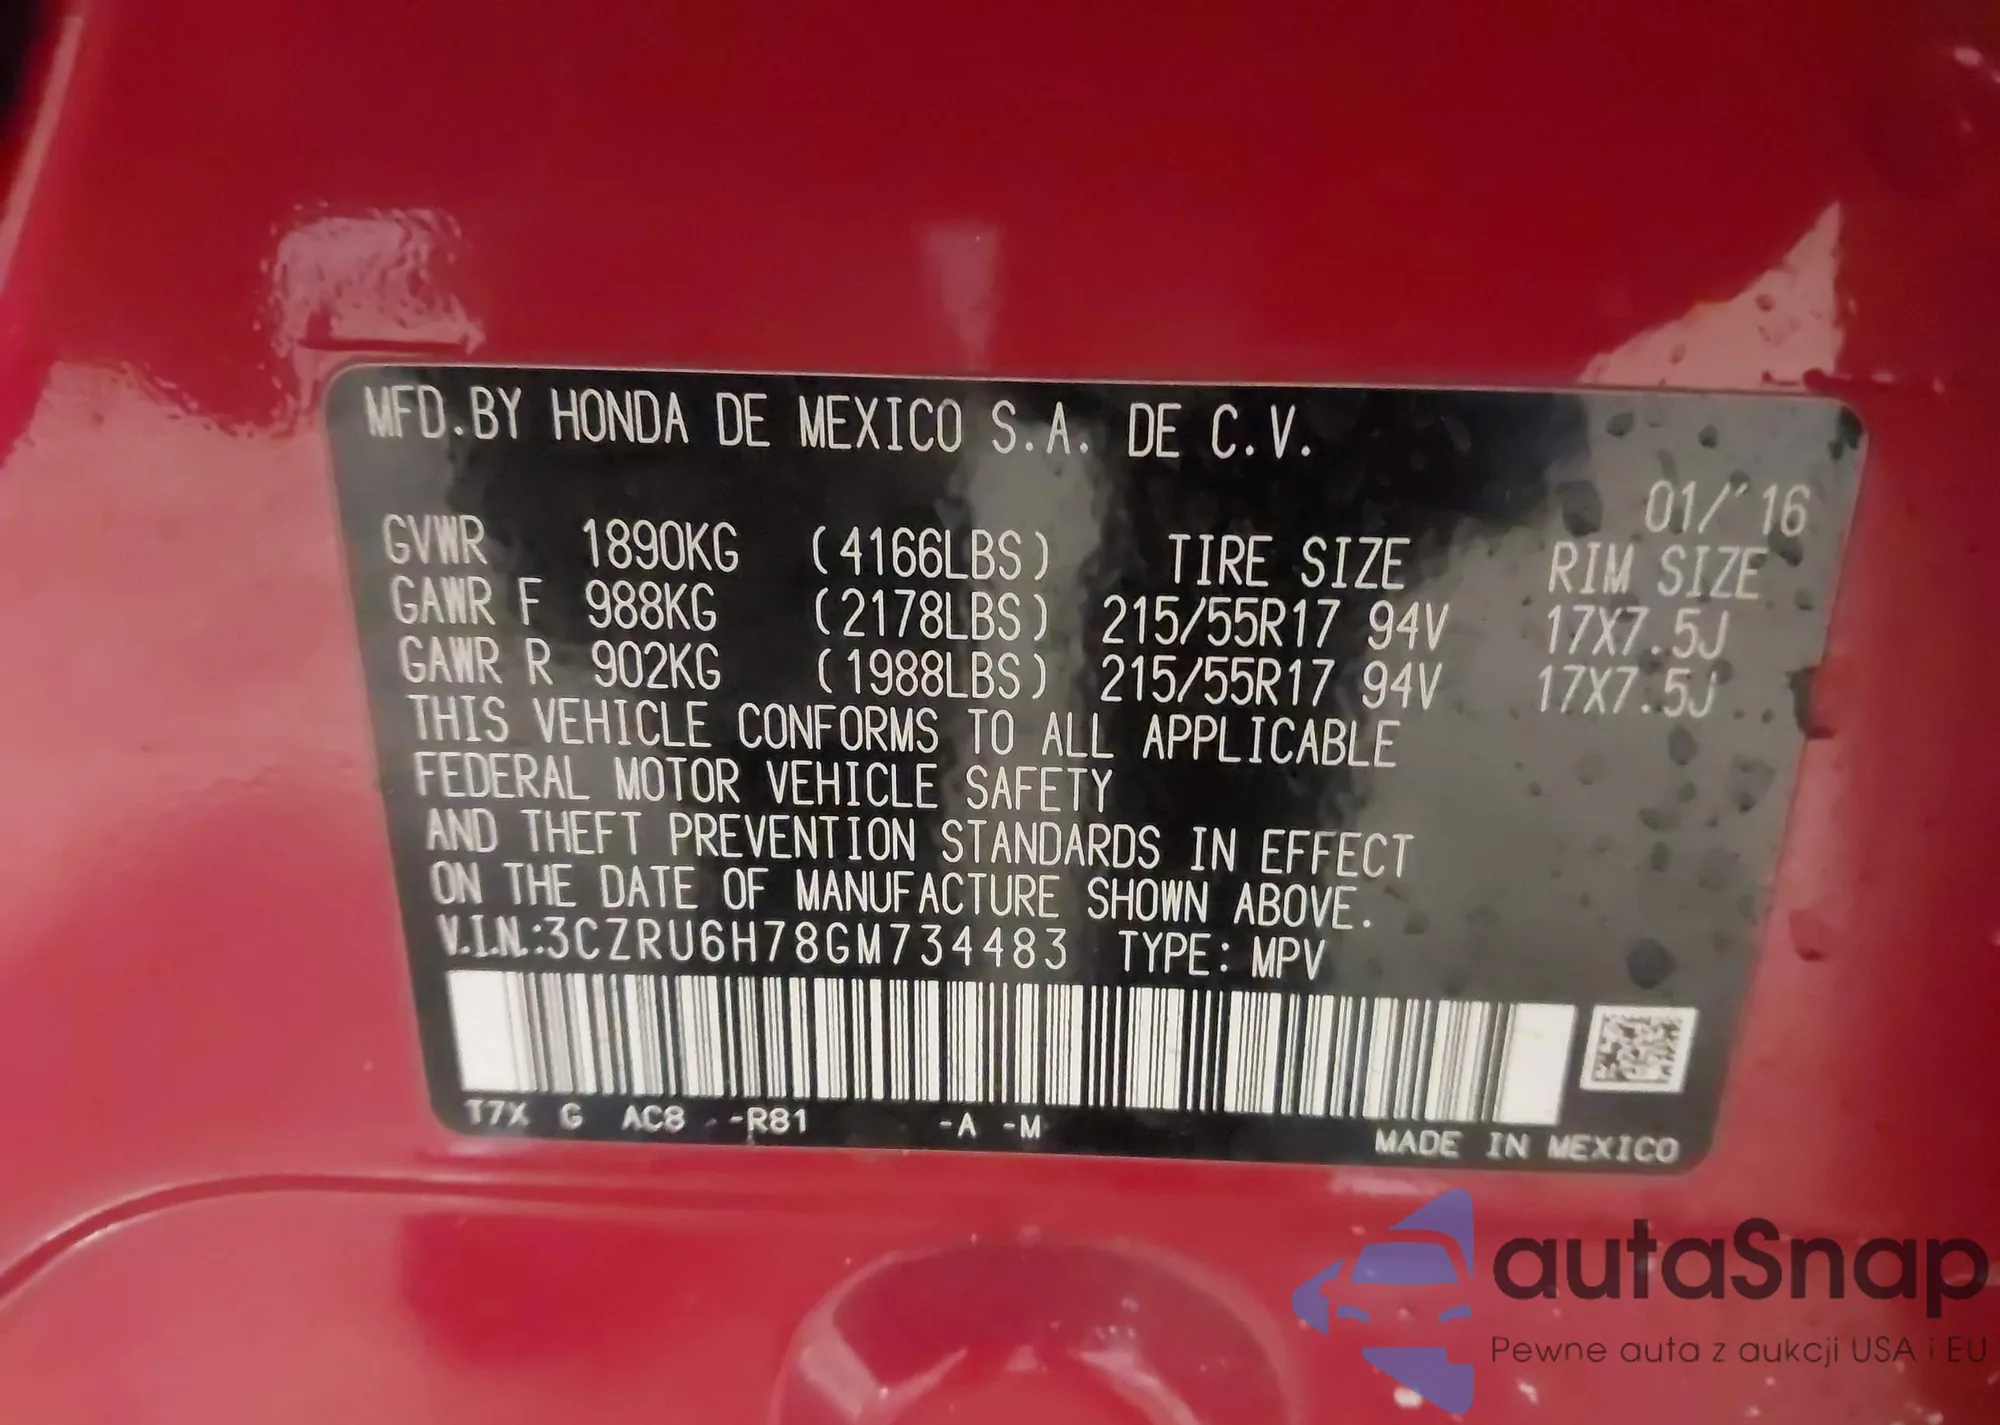 MFD.BY HONDA DE MEXICO S.A. DE C.V.
01/'16
GVWR 1890KG (4166LBS) TIRE SIZE RIM SIZE
GAWR F 988KG (2178LBS) 215/55R17 94V 17X7.5J
GAWR R 902KG (1988LBS) 215/55R17 94V 17X7.5J
THIS VEHICLE CONFORMS TO ALL APPLICABLE
FEDERAL MOTOR VEHICLE SAFETY
AND THEFT PREVENTION STANDARDS IN EFFECT
ON THE DATE OF MANUFACTURE SHOWN ABOVE.
V.I.N.:3CZRU6H78GM734483 TYPE: MPV
T7X G AC8 -R81 -A -M
MADE IN MEXICO
autaSnap
Pewne auta z aukcji USA i EU